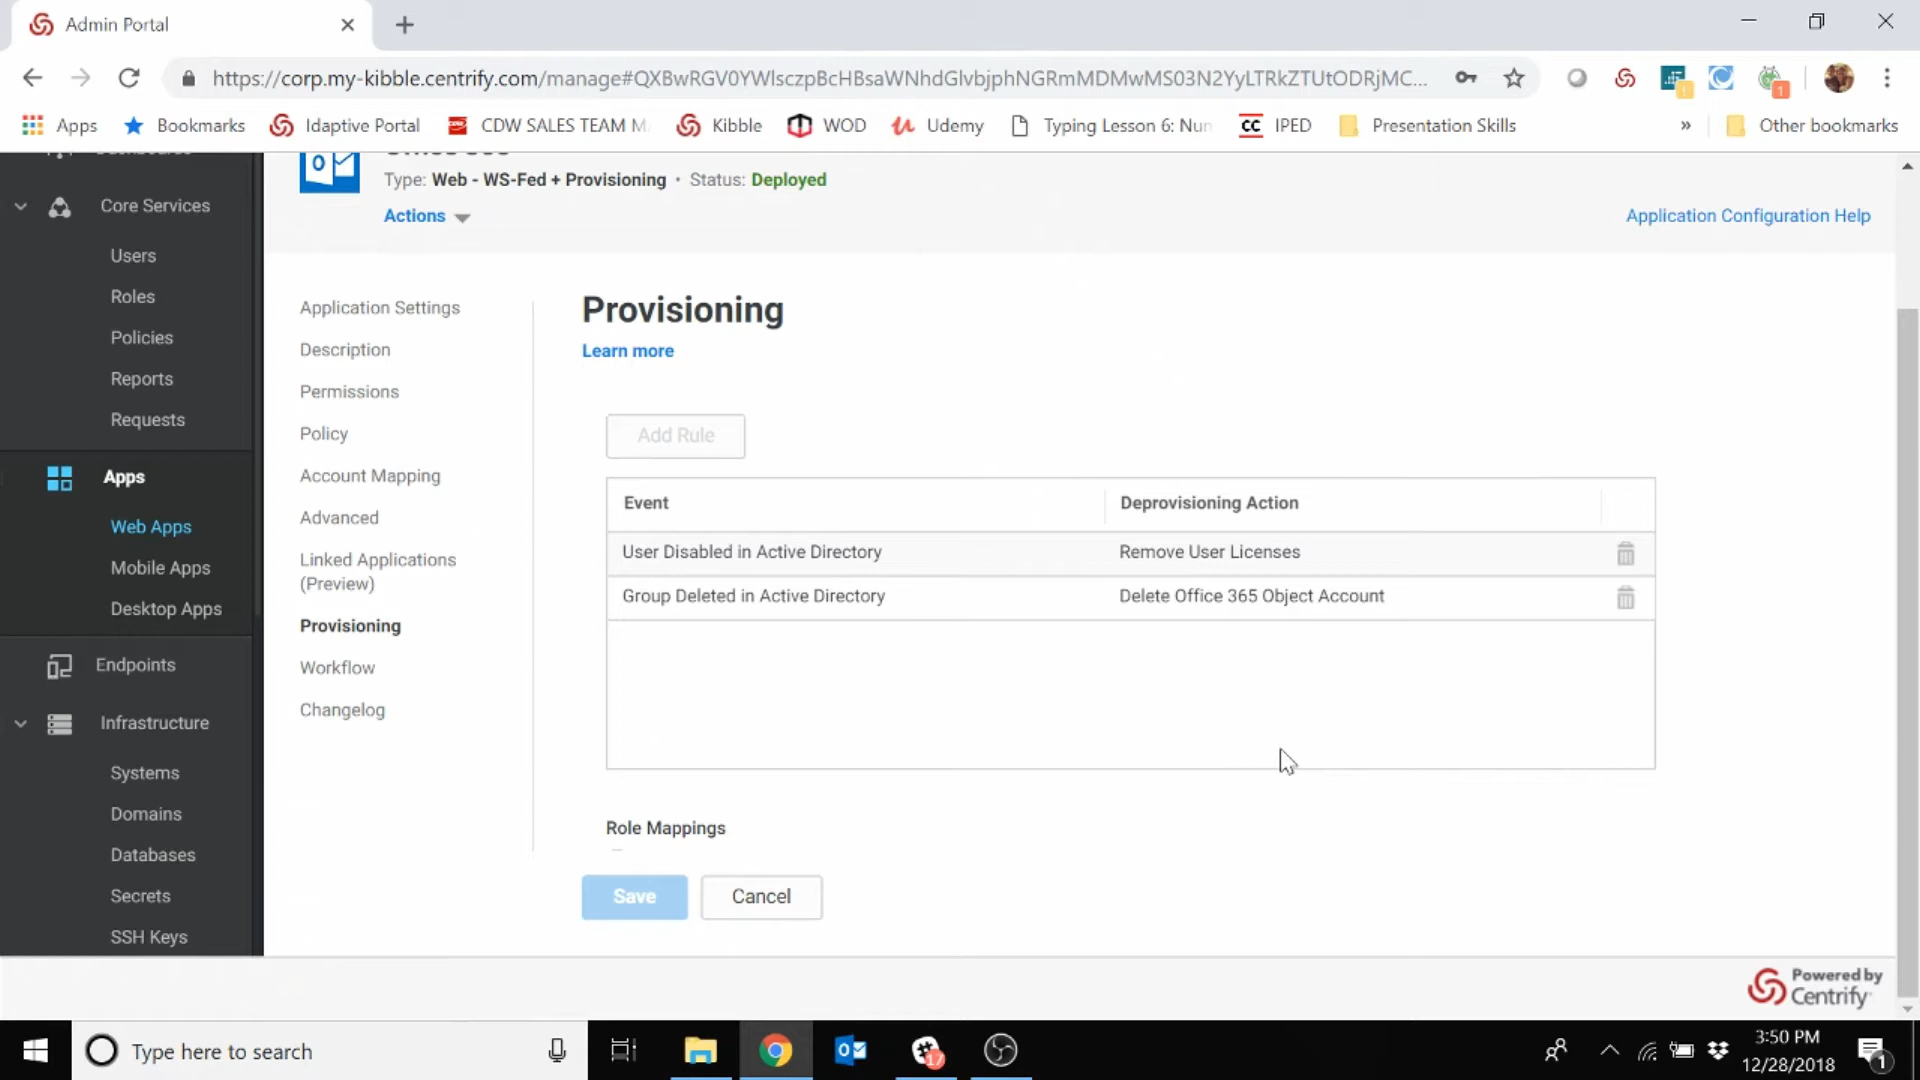 Admin Portal
https://corp.my-kibble.centrify.com/manage#QXBwRGV0YWlsczpBcHBsaWNhdGlvbjphNGRmMDMwMS03N2YyLTRkZTUtODRjMC...
Apps
Bookmarks
Idaptive Portal
CDW SALES TEAM M
Kibble
WOD
Udemy
Typing Lesson 6: Nun
CC IPED
Presentation Skills
»
Other bookmarks
Core Services
Users
Roles
Policies
Reports
Requests
Apps
Web Apps
Mobile Apps
Desktop Apps
Endpoints
Infrastructure
Systems
Domains
Databases
Secrets
SSH Keys
Type: Web - WS-Fed + Provisioning • Status: Deployed
Actions
Application Configuration Help
Application Settings
Description
Permissions
Policy
Account Mapping
Advanced
Linked Applications
(Preview)
Provisioning
Workflow
Changelog
Provisioning
Learn more
Add Rule
Event Deprovisioning Action
User Disabled in Active Directory Remove User Licenses
Group Deleted in Active Directory Delete Office 365 Object Account
Role Mappings
Save
Cancel
Powered by
Centrify
Type here to search
17
3:50 PM
12/28/2018
1